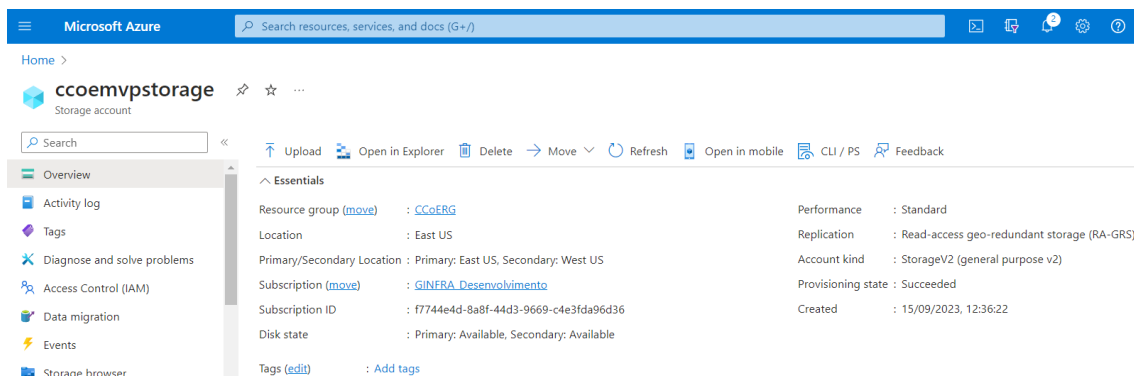 Microsoft Azure
Search resources, services, and docs (G+/)
2
Home >
ccoemvpstorage
Storage account
Search
Upload Open in Explorer Delete Move Refresh Open in mobile CLI / PS Feedback
Overview
Activity log
Tags
Diagnose and solve problems
Access Control (IAM)
Data migration
Events
Storage browser
Essentials
Resource group (move) : CCoERG
Location : East US
Primary/Secondary Location : Primary: East US, Secondary: West US
Subscription (move) : GINFRA_Desenvolvimento
Subscription ID : f7744e4d-8a8f-44d3-9669-c4e3fda96d36
Disk state : Primary: Available, Secondary: Available
Tags (edit) : Add tags
Performance : Standard
Replication : Read-access geo-redundant storage (RA-GRS)
Account kind : StorageV2 (general purpose v2)
Provisioning state : Succeeded
Created : 15/09/2023, 12:36:22